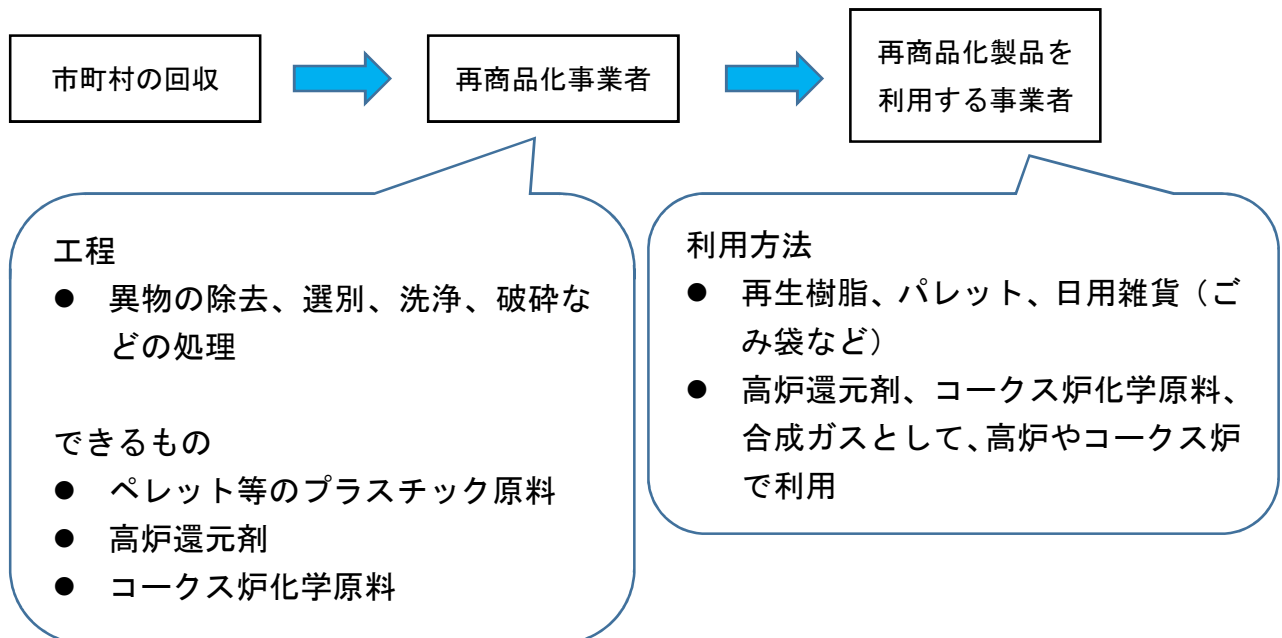 市町村の回収
再商品化事業者
再商品化製品を
利用する事業者
工程
● 異物の除去、選別、洗浄、破砕な
どの処理
できるもの
● ペレット等のプラスチック原料
● 高炉還元剤
● コークス炉化学原料
利用方法
● 再生樹脂、パレット、日用雑貨（ご
み袋など）
● 高炉還元剤、コークス炉化学原料、
合成ガスとして、高炉やコークス炉
で利用